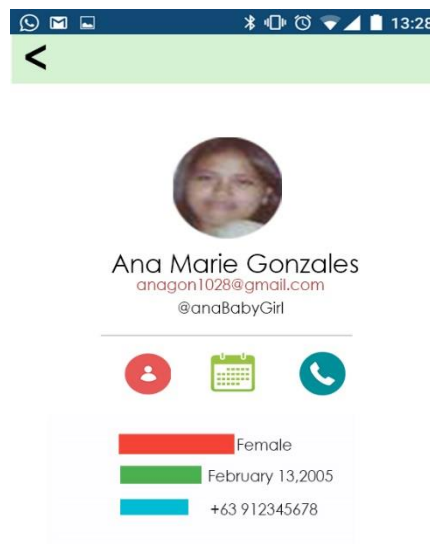 13:28
<
Ana Marie Gonzales
anagon1028@gmail.com
@anaBabyGirl
Female
February 13,2005
+63 912345678